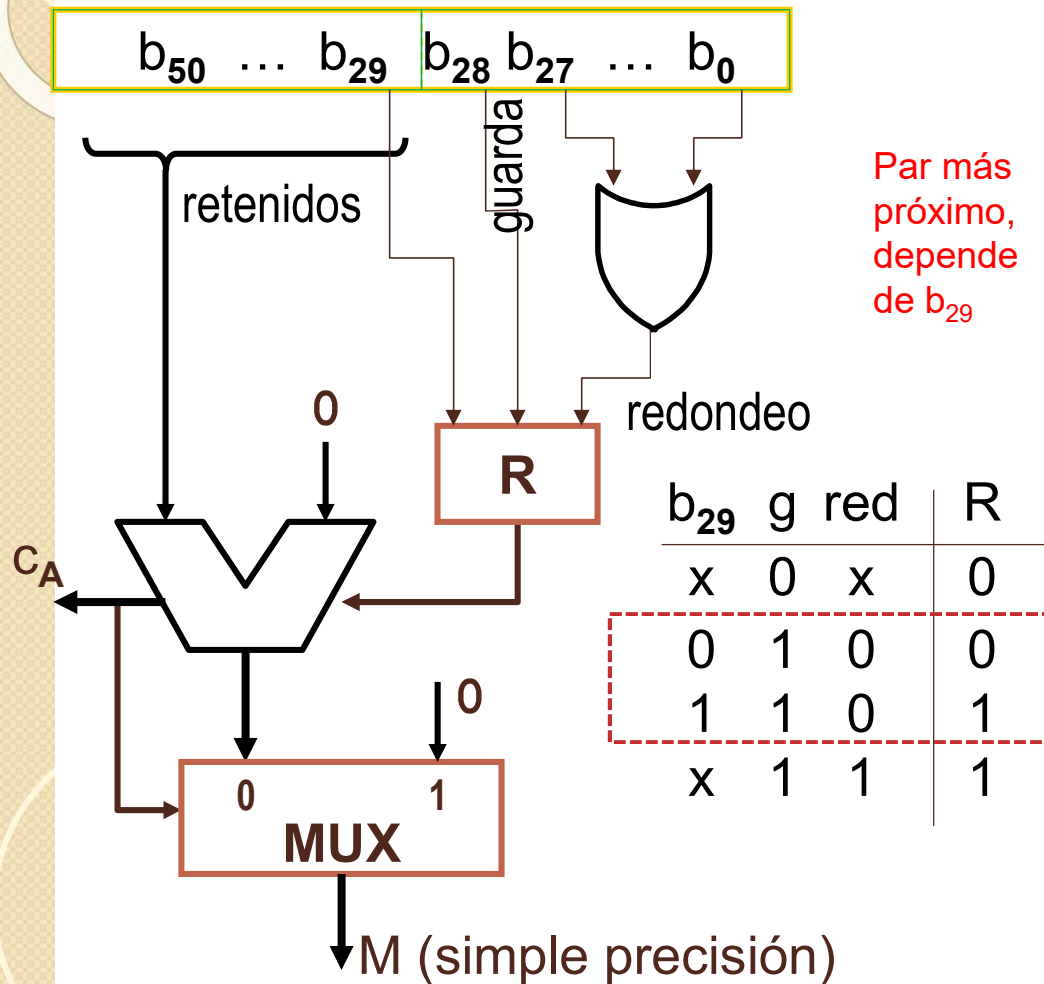 b50 … b29 b28 b27 … b0
guarda
retenidos
Par más
próximo,
depende
de b29
0
redondeo
R
b29 g red R
x 0 x 0
0 1 0 0
1 1 0 1
x 1 1 1
cA
0
0 1
MUX
M (simple precisión)